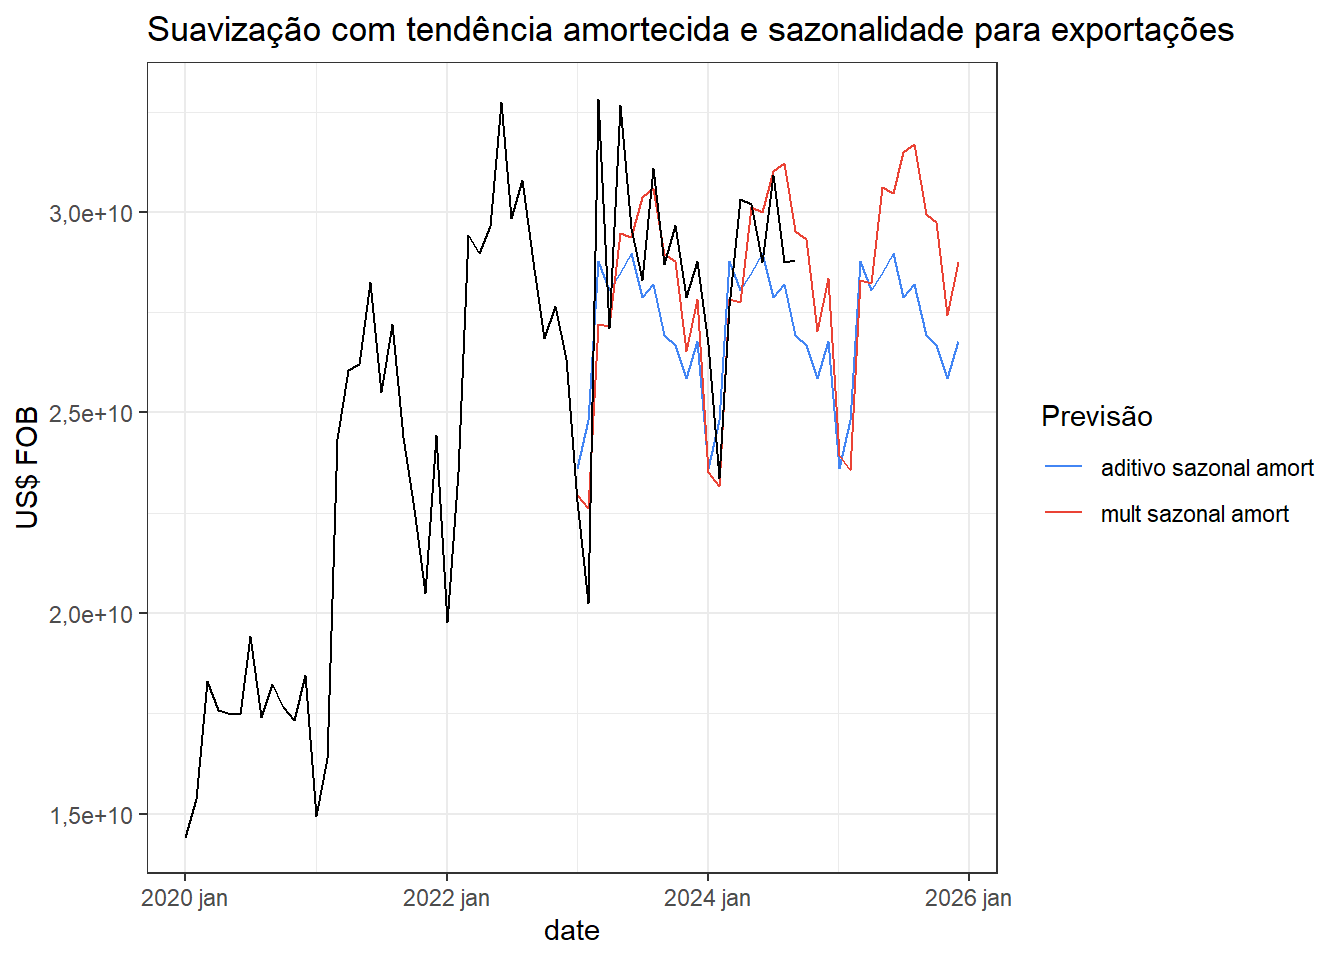 Suavização com tendência amortecida e sazonalidade para exportações
US$ FOB
3,0e+10
2,5e+10
2,0e+10
1,5e+10
2020 jan
2022 jan
2024 jan
2026 jan
date
Previsão
aditivo sazonal amort
mult sazonal amort